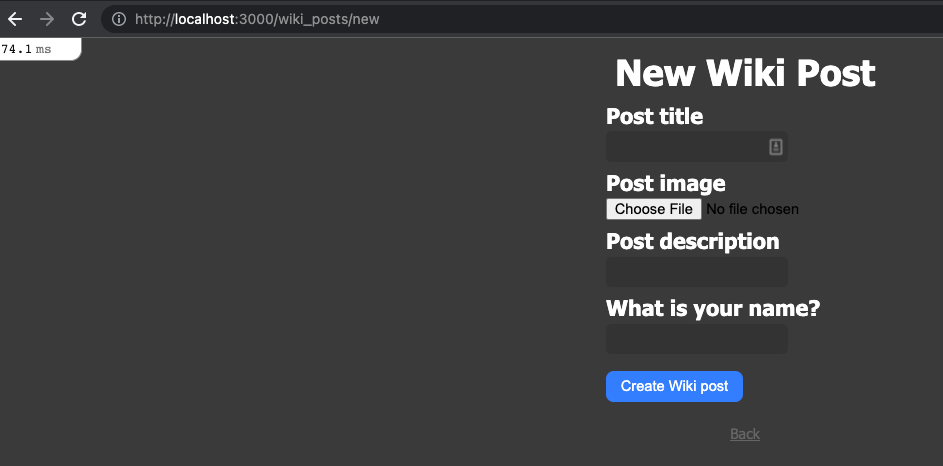 http://localhost:3000/wiki_posts/new
74.1 ms
New Wiki Post
Post title
Post image
Choose File No file chosen
Post description
What is your name?
Create Wiki post
Back